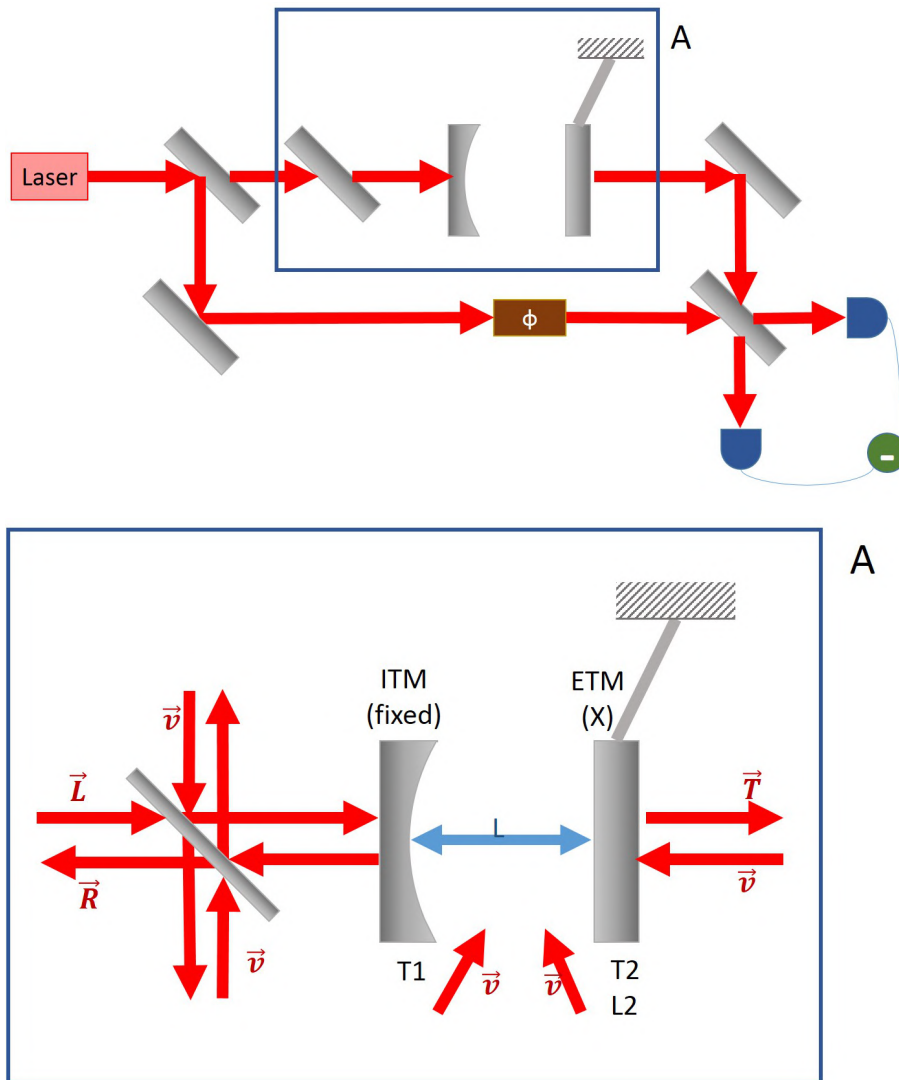 A
Laser
ϕ
-
A
ITM
(fixed)
ETM
(X)
v⃗
L⃗
T⃗
L
R⃗
v⃗
v⃗
T1
v⃗
v⃗
T2
L2